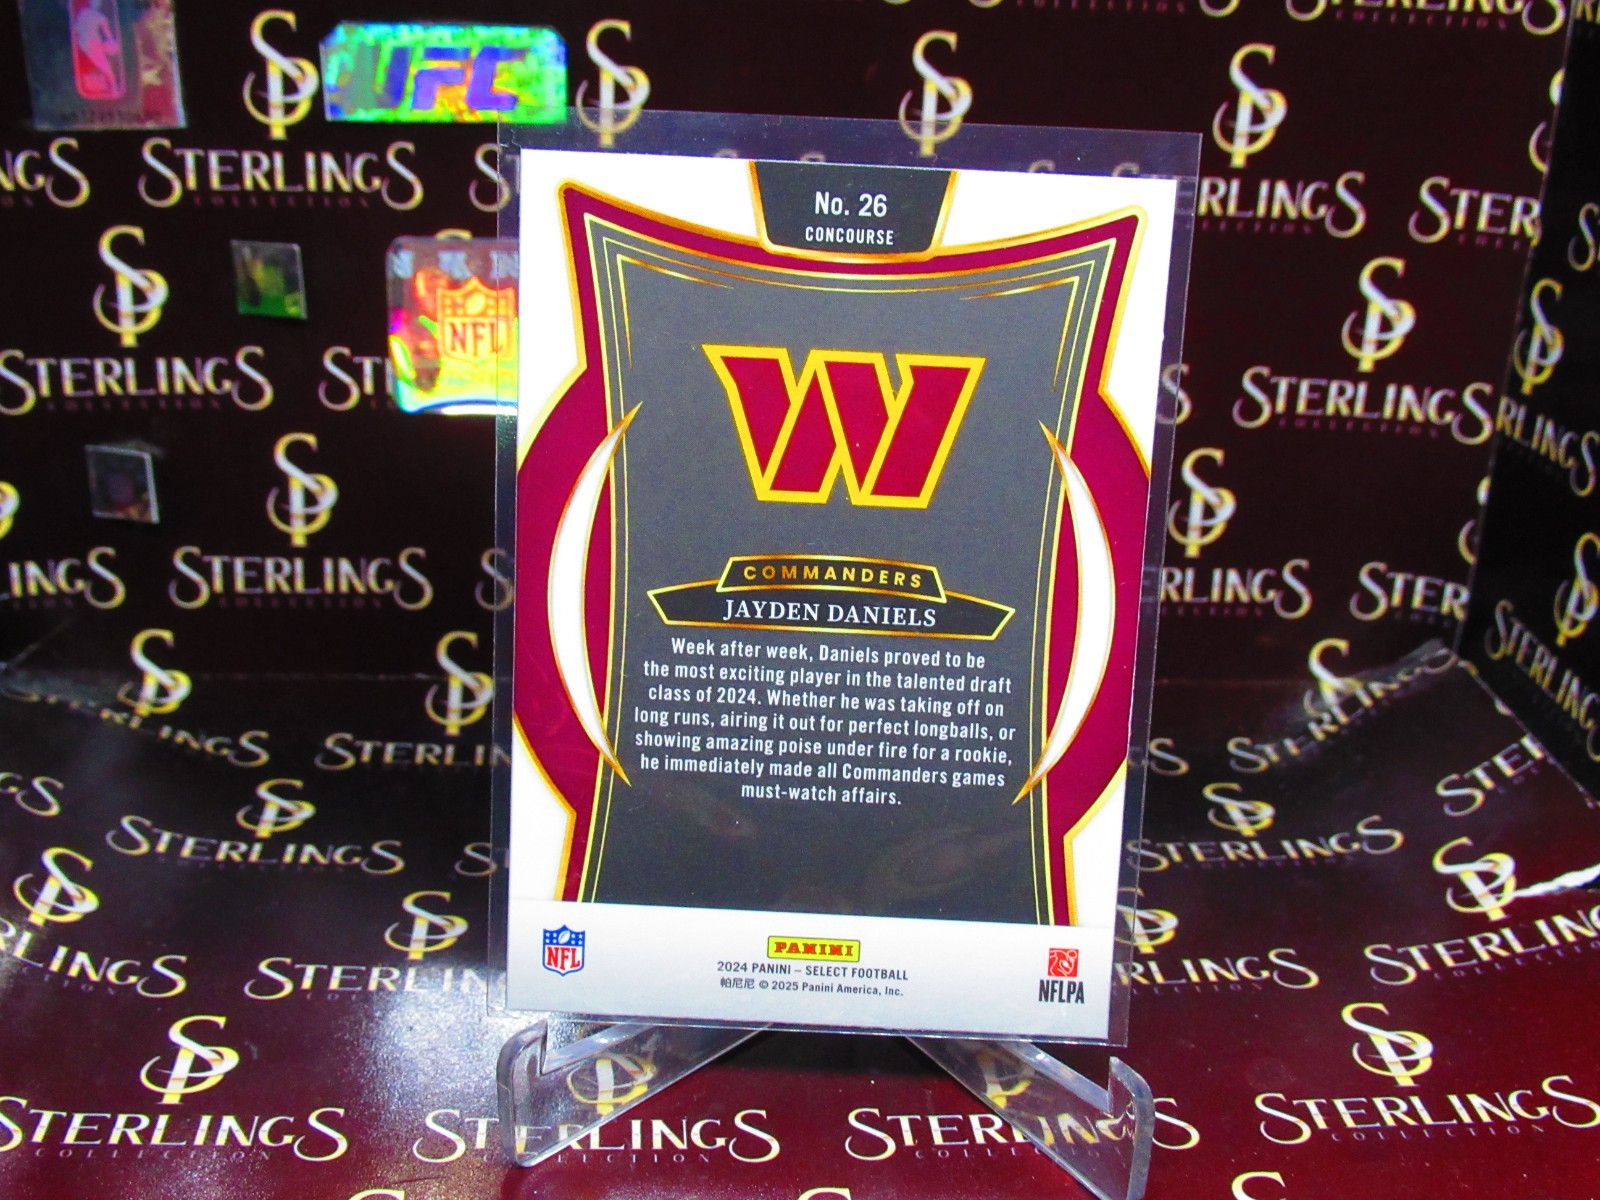 UFC
STERLINGS
COLLECTION
NFL
No. 26
CONCOURSE
COMMANDERS
JAYDEN DANIELS
Week after week, Daniels proved to be
the most exciting player in the talented draft
class of 2024. Whether he was taking off on
long runs, airing it out for perfect longballs, or
showing amazing poise under fire for a rookie,
he immediately made all Commanders games
must-watch affairs.
NFL
PANINI
2024 PANINI – SELECT FOOTBALL
帕尼尼 © 2025 Panini America, Inc.
NFLPA
STERLINGS
COLLECTION